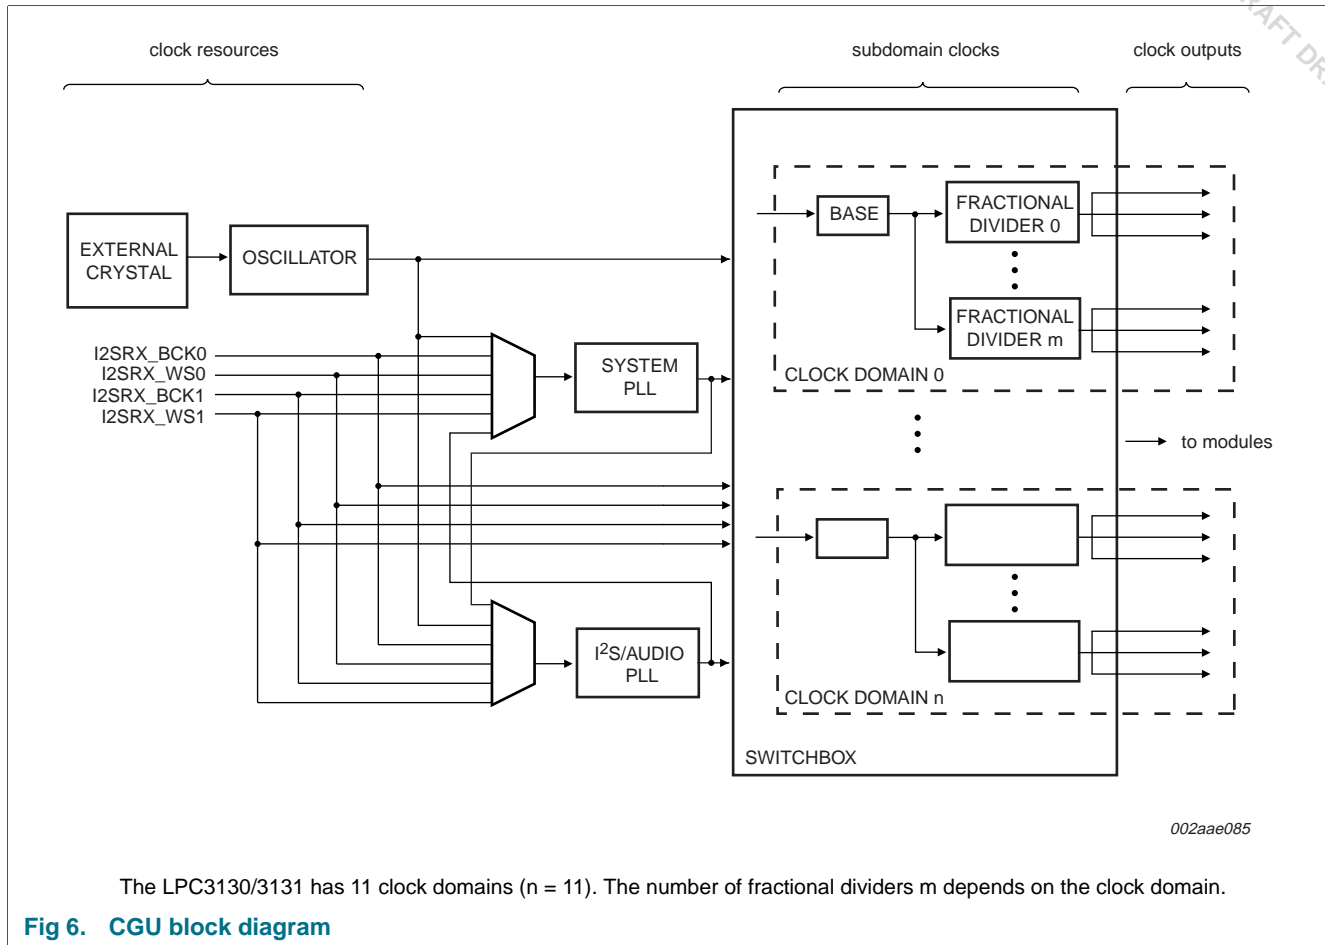 clock resources
subdomain clocks
clock outputs
EXTERNAL
CRYSTAL
OSCILLATOR
I2SRX_BCK0
I2SRX_WS0
I2SRX_BCK1
I2SRX_WS1
SYSTEM
PLL
I²S/AUDIO
PLL
BASE
FRACTIONAL
DIVIDER 0
FRACTIONAL
DIVIDER m
CLOCK DOMAIN 0
to modules
CLOCK DOMAIN n
SWITCHBOX
002aae085
The LPC3130/3131 has 11 clock domains (n = 11). The number of fractional dividers m depends on the clock domain.
Fig 6. CGU block diagram